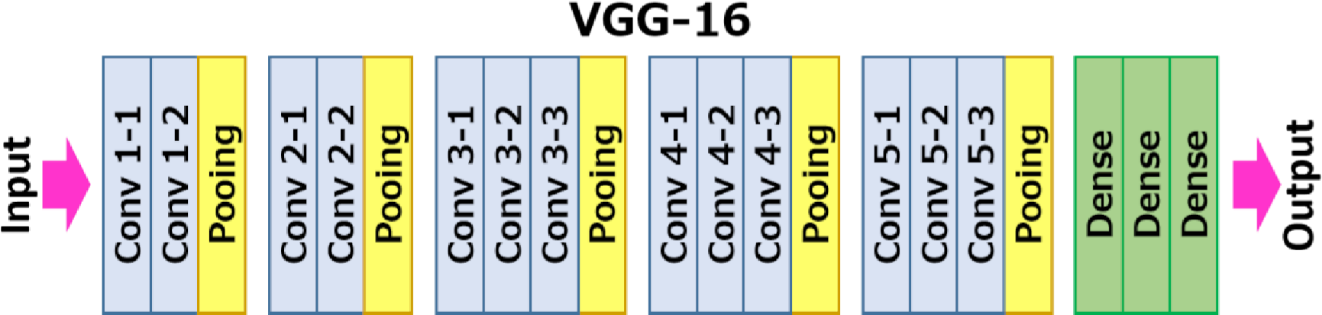 VGG-16
Input
Conv 1-1
Conv 1-2
Pooing
Conv 2-1
Conv 2-2
Pooing
Conv 3-1
Conv 3-2
Conv 3-3
Pooing
Conv 4-1
Conv 4-2
Conv 4-3
Pooing
Conv 5-1
Conv 5-2
Conv 5-3
Pooing
Dense
Dense
Dense
Output